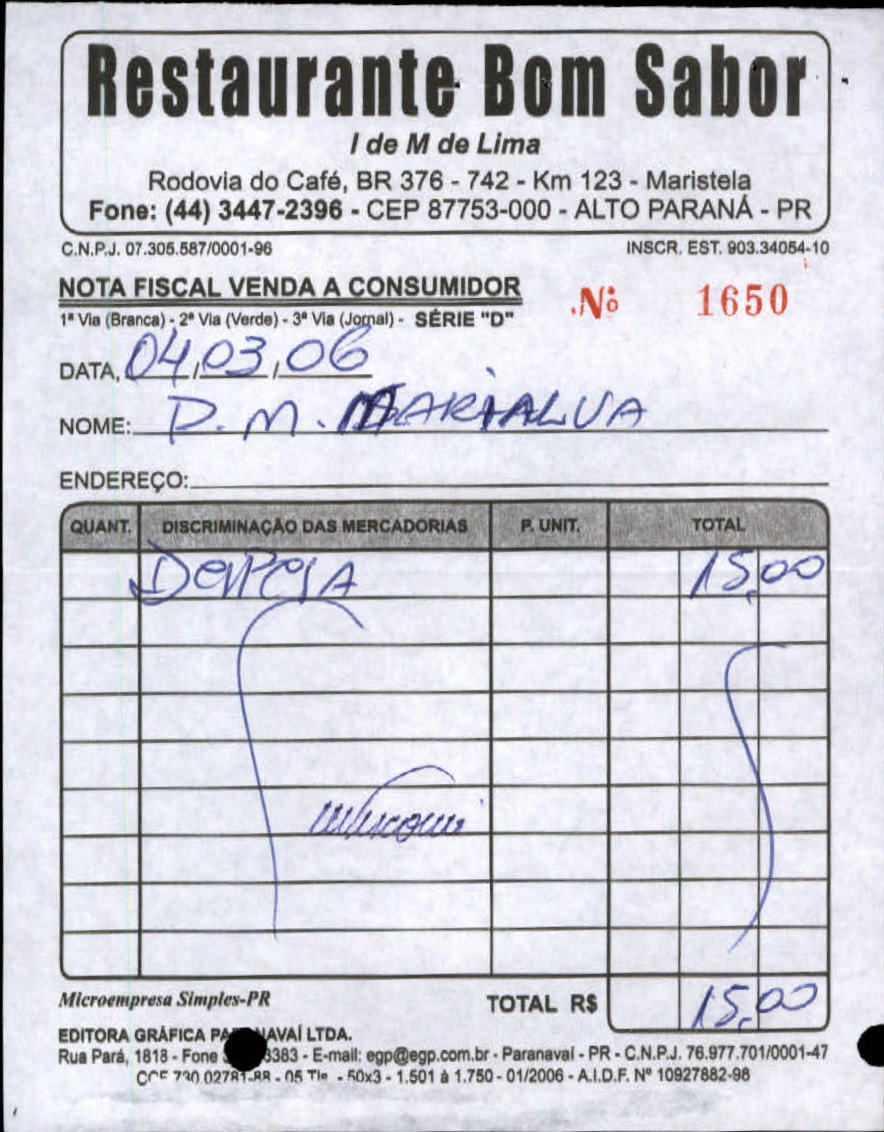 Restaurante Bom Sabor
I de M de Lima
Rodovia do Café, BR 376 - 742 - Km 123 - Maristela
Fone: (44) 3447-2396 - CEP 87753-000 - ALTO PARANÁ - PR
C.N.P.J. 07.305.587/0001-96 INSCR. EST. 903.34054-10
NOTA FISCAL VENDA A CONSUMIDOR Nº 1650
1ª Via (Branca) - 2ª Via (Verde) - 3ª Via (Jornal) - SÉRIE "D"
DATA, 04/03/06
NOME: P. M. MARIALVA
ENDEREÇO:
QUANT. DISCRIMINAÇÃO DAS MERCADORIAS P. UNIT. TOTAL
15,00
Microempresa Simples-PR TOTAL R$ 15,00
EDITORA GRÁFICA LTDA.
Rua Pará, 1818 - Fone 3383 - E-mail: egp@egp.com.br - Paranavaí - PR - C.N.P.J. 76.977.701/0001-47
730.02781-88 - 05 - 50x3 - 1.501 à 1.750 - 01/2006 - A.I.D.F. Nº 10927882-98